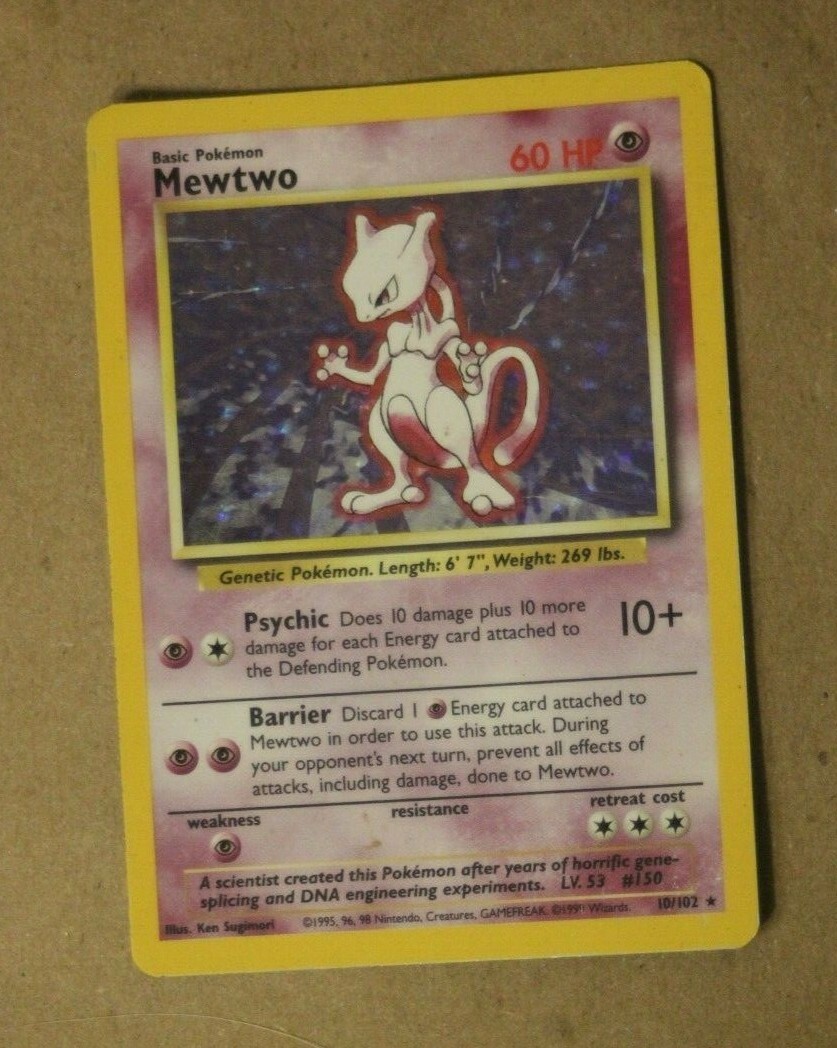 Basic Pokémon
Mewtwo
60 HP
Genetic Pokémon. Length: 6' 7", Weight: 269 lbs.
Psychic Does 10 damage plus 10 more
damage for each Energy card attached to
the Defending Pokémon.
10+
Barrier Discard 1 Energy card attached to
Mewtwo in order to use this attack. During
your opponent's next turn, prevent all effects of
attacks, including damage, done to Mewtwo.
weakness
resistance
retreat cost
A scientist created this Pokémon after years of horrific gene-
splicing and DNA engineering experiments. LV. 53 #150
Illus. Ken Sugimori
©1995, 96, 98 Nintendo, Creatures, GAMEFREAK. ©1999 Wizards.
10/102 ★